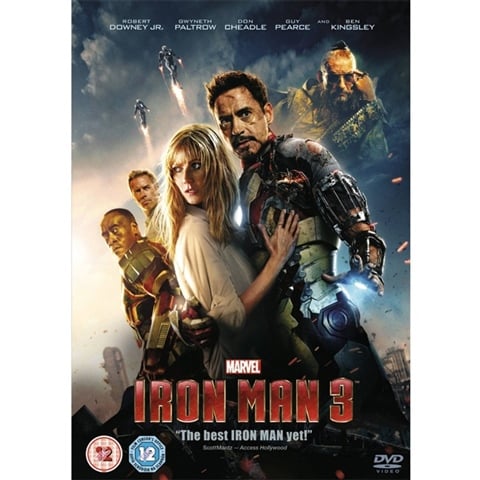 ROBERT DOWNEY JR. GWYNETH PALTROW DON CHEADLE GUY PEARCE AND BEN KINGSLEY
MARVEL
IRON MAN 3
"The best IRON MAN yet!"
ScottMantz – Access Hollywood
12
12
DVD
VIDEO